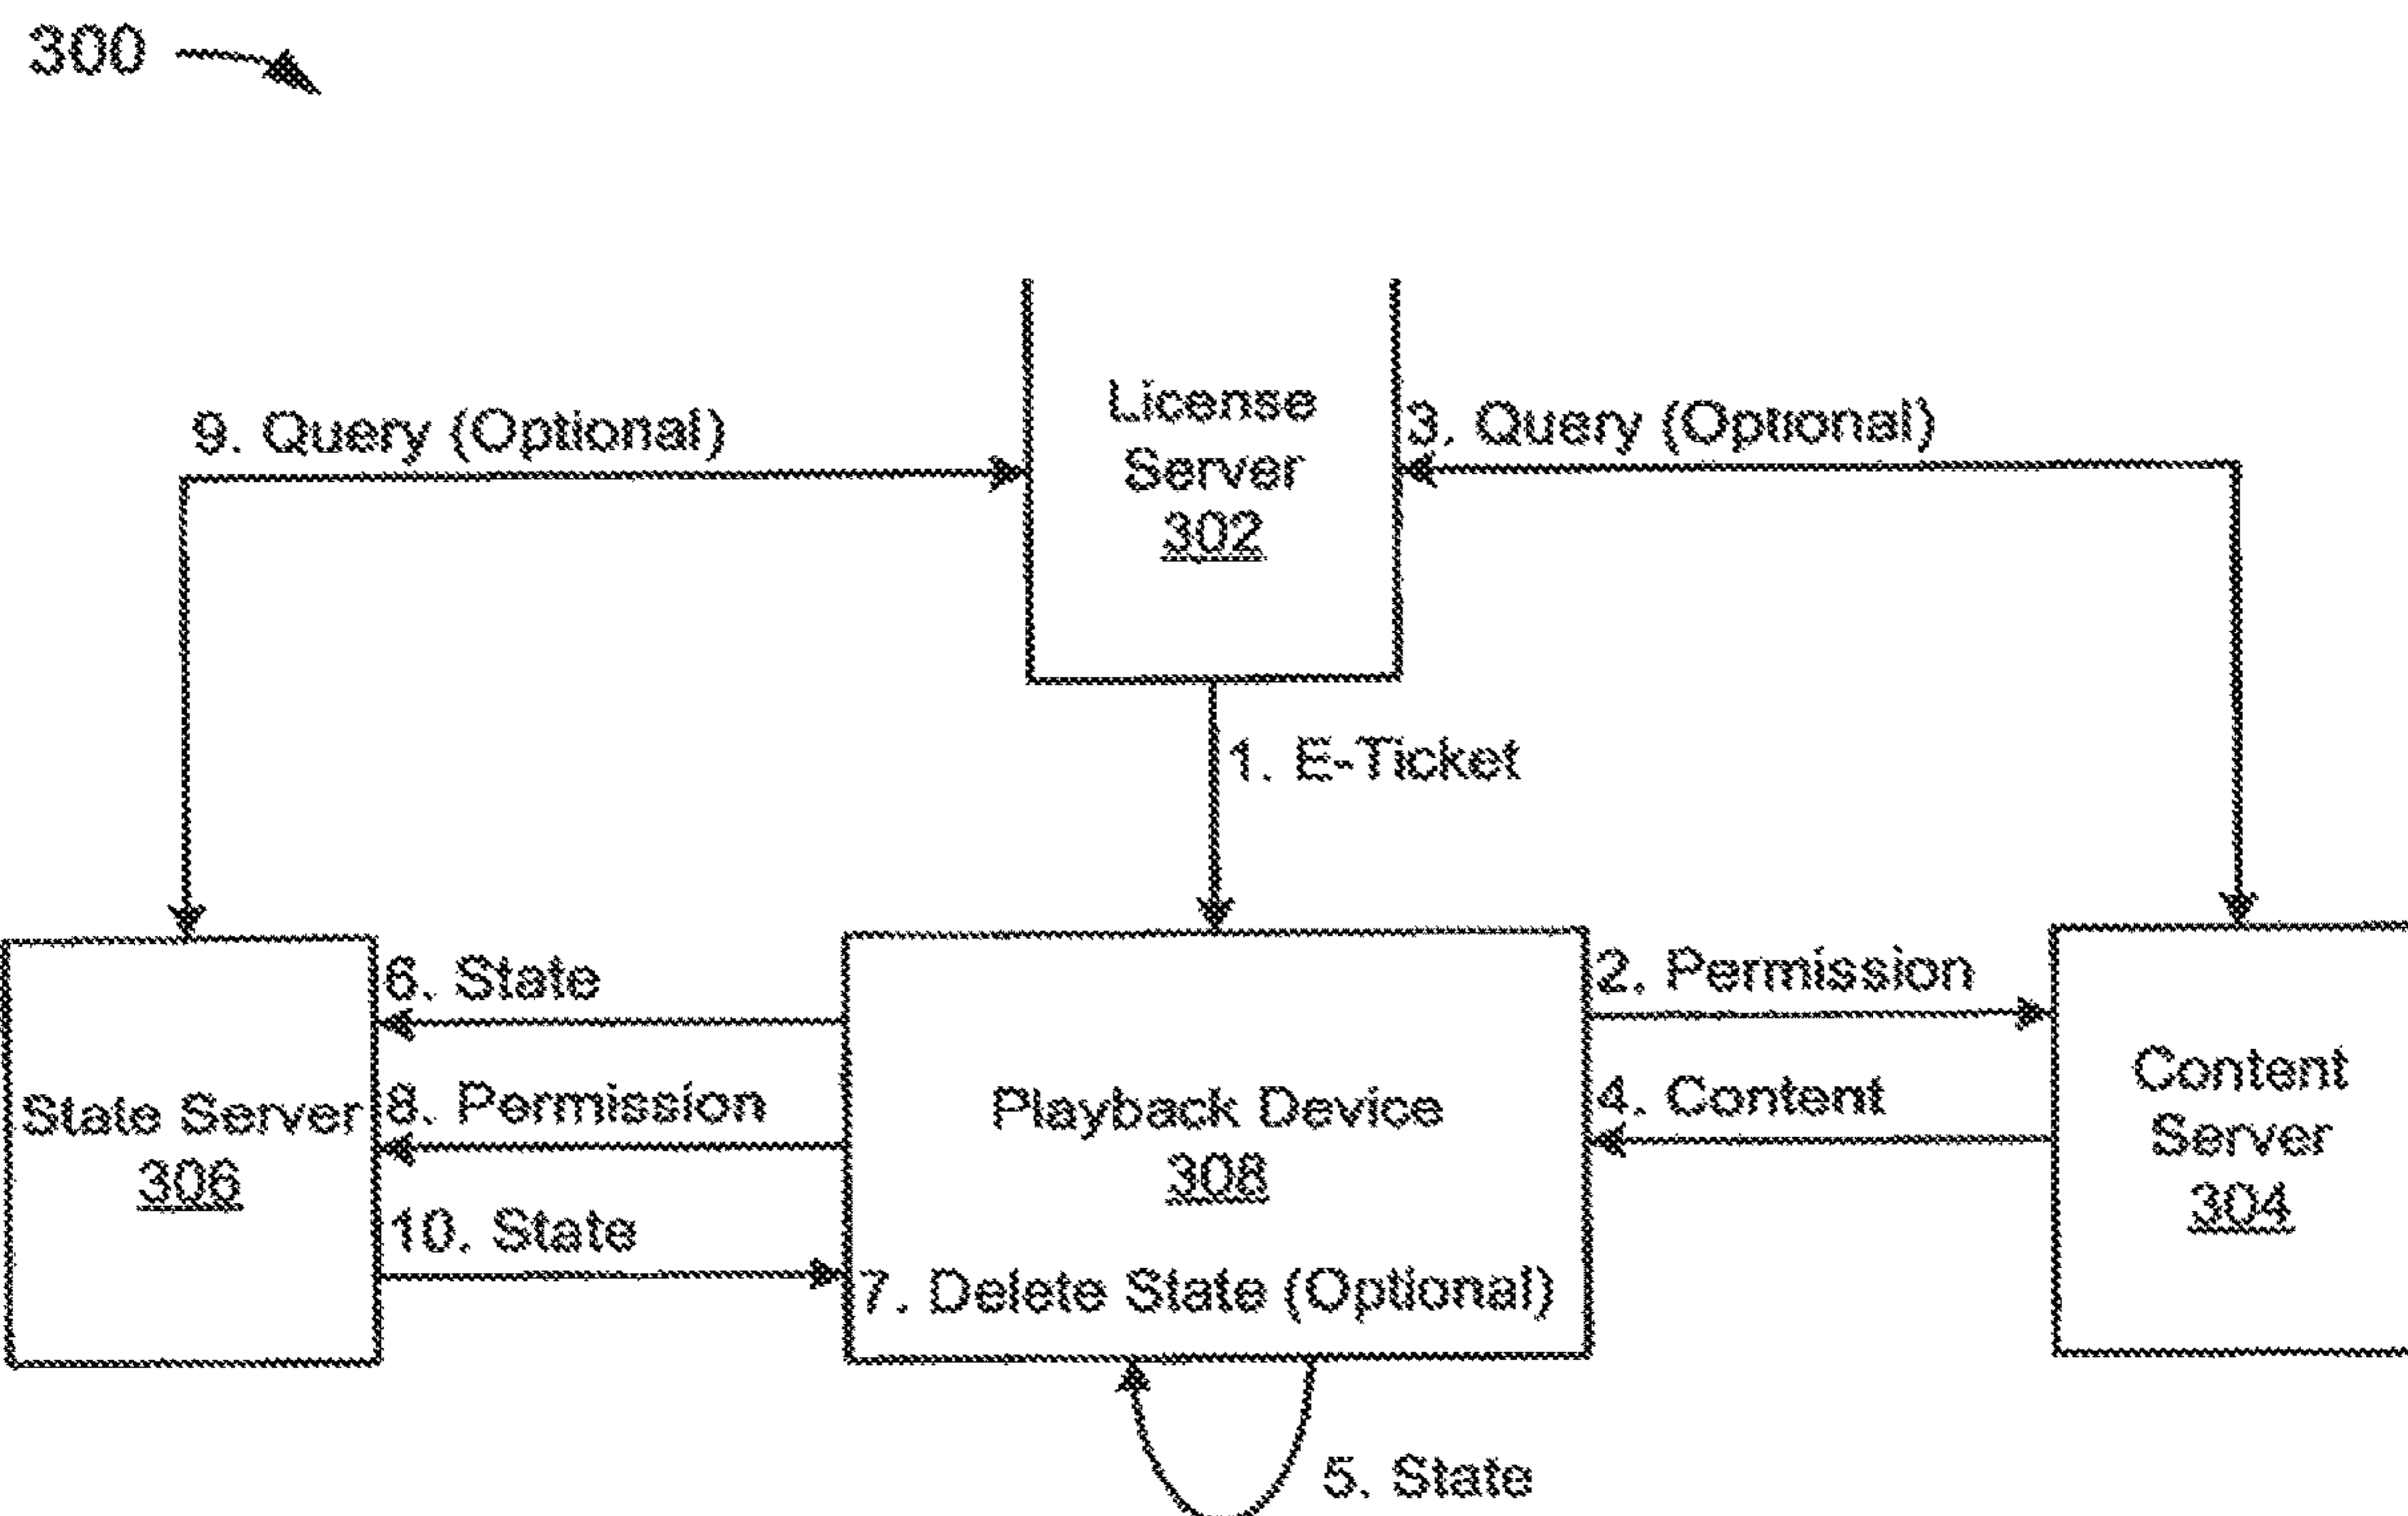 300
License
Server
302
9. Query (Optional)
3. Query (Optional)
1. E-Ticket
6. State
8. Permission
10. State
State Server
306
Playback Device
308
7. Delete State (Optional)
2. Permission
4. Content
Content
Server
304
5. State